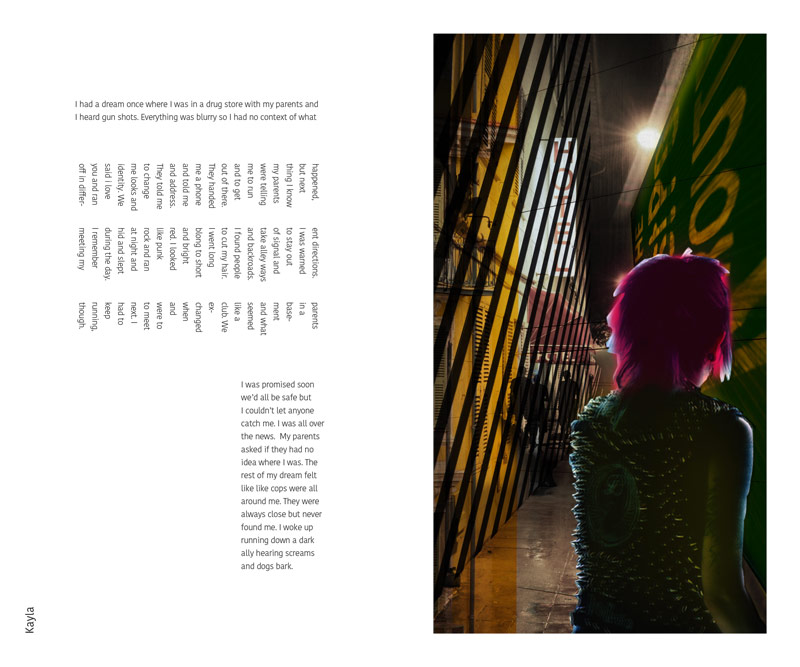 I had a dream once where I was in a drug store with my parents and
I heard gun shots. Everything was blurry so I had no context of what
happened,
but next
thing I know
my parents
were telling
me to run
and to get
out of there.
They handed
me a phone
and told me
and address.
They told me
to change
me looks and
identity. We
said i love
you and ran
off in differ-
ent directions.
I was warned
to stay out
of signal and
take alley ways
and backroads.
I found people
to cut my hair.
I went long
blong to short
and bright
red. I looked
like punk
rock and ran
at night and
hid and slept
during the day.
I remember
meeting my
parents
in a
base-
ment
and what
seemed
like a
club. We
ex-
changed
when
and
were to
to meet
next. I
had to
keep
running,
though.
I was promised soon
we'd all be safe but
I couldn't let anyone
catch me. I was all over
the news.  My parents
asked if they had no
idea where I was. The
rest of my dream felt
like like cops were all
around me. They were
always close but never
found me. I woke up
running down a dark
ally hearing screams
and dogs bark.
Kayla
HOTEL